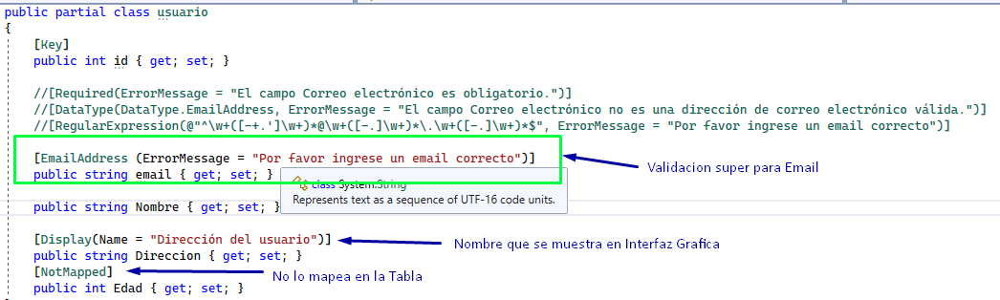 public partial class usuario
{
[Key]
public int id { get; set; }
//[Required(ErrorMessage = "El campo Correo electrónico es obligatorio.")]
//[DataType(DataType.EmailAddress, ErrorMessage = "El campo Correo electrónico no es una dirección de correo electrónico válida.")]
//[RegularExpression(@"^\w+([-+.']\w+)*@\w+([-.]\w+)*\.\w+([-.]\w+)*$", ErrorMessage = "Por favor ingrese un email correcto")]
[EmailAddress (ErrorMessage = "Por favor ingrese un email correcto")]
Validacion super para Email
public string email { get; set; }
class System.String
Represents text as a sequence of UTF-16 code units.
public string Nombre { get; set; }
[Display(Name = "Dirección del usuario")]
Nombre que se muestra en Interfaz Grafica
public string Direccion { get; set; }
[NotMapped]
No lo mapea en la Tabla
public int Edad { get; set; }